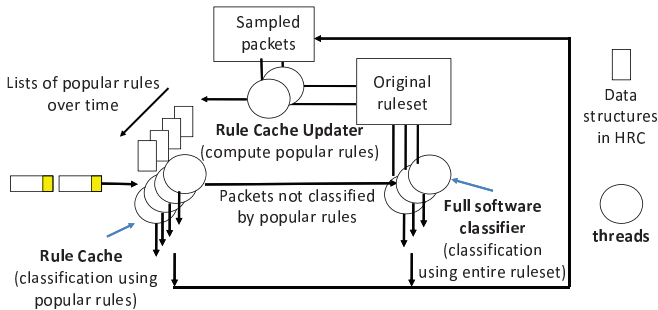 Sampled
packets
Lists of popular rules
over time
Original
ruleset
Data
structures
in HRC
Rule Cache Updater
(compute popular rules)
Packets not classified
by popular rules
Full software
classifier
(classification
using entire ruleset)
threads
Rule Cache
(classification using
popular rules)